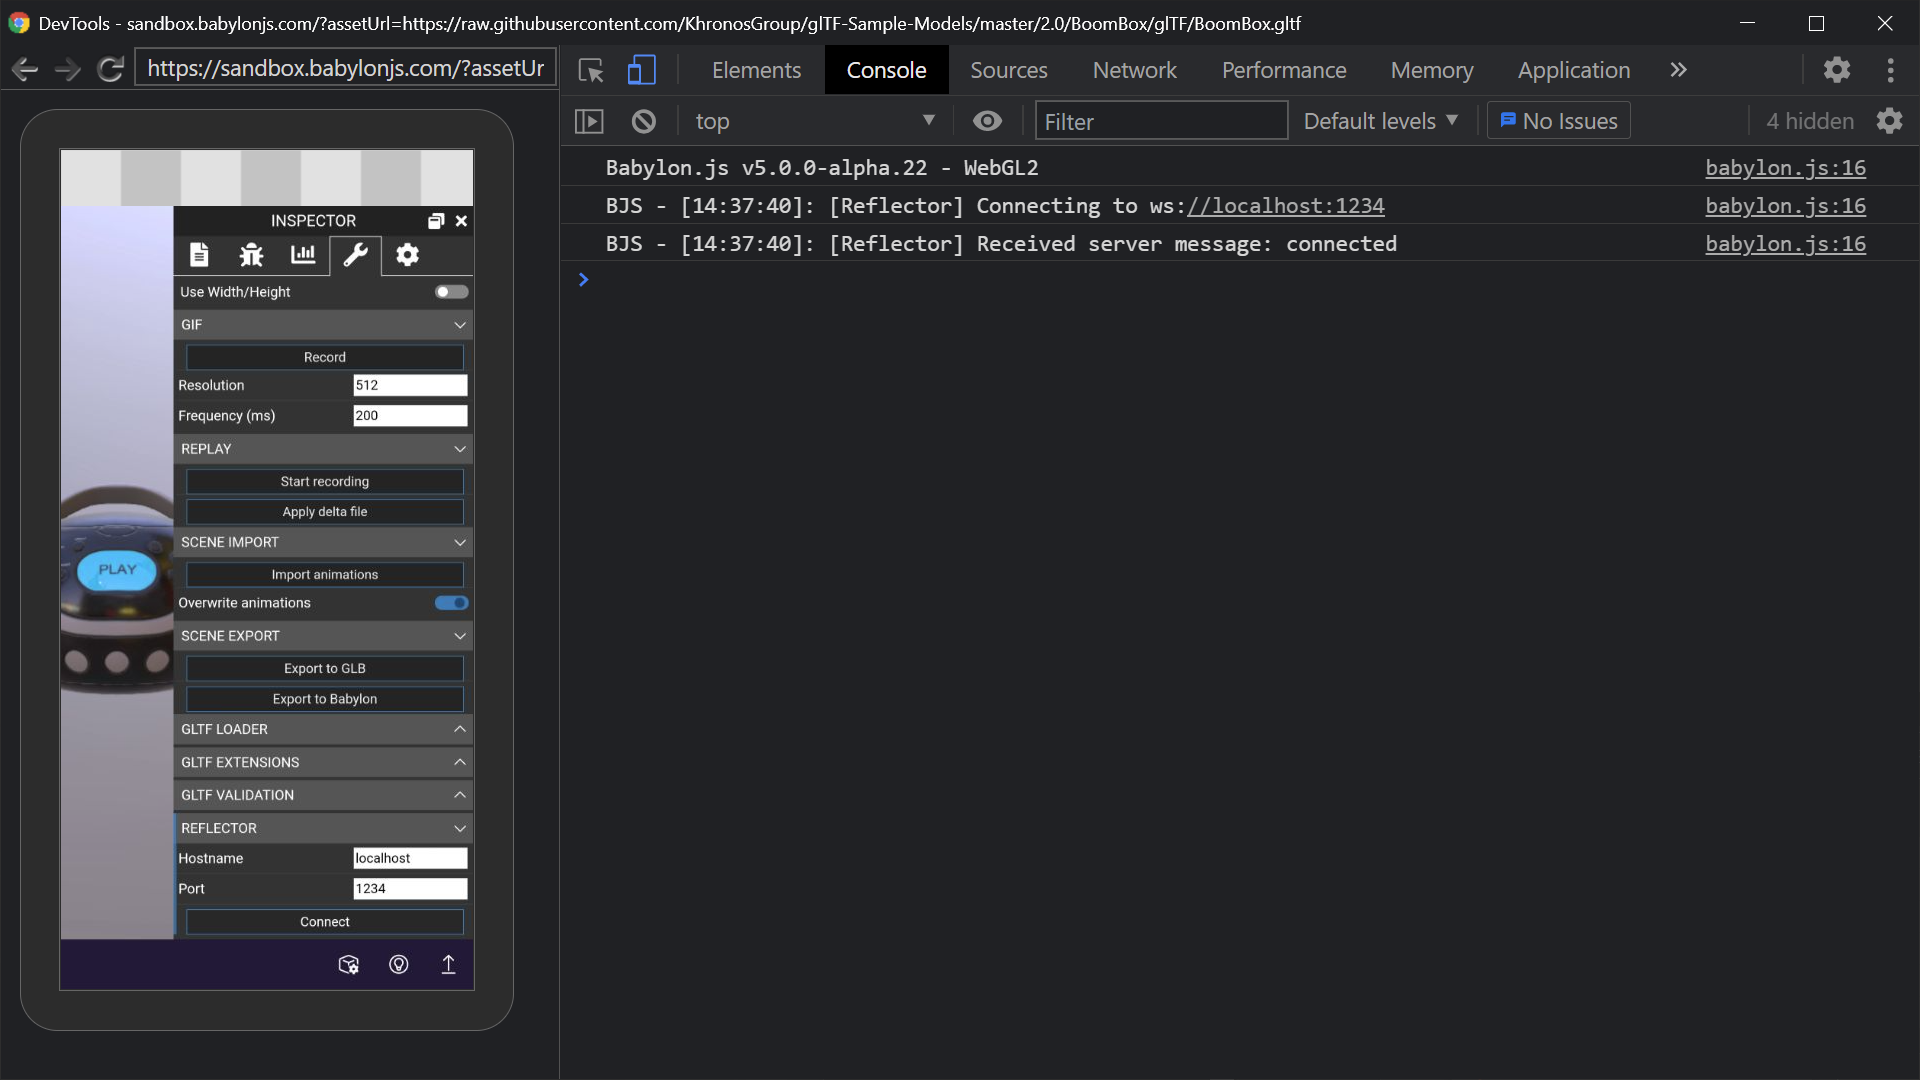 DevTools - sandbox.babylonjs.com/?assetUrl=https://raw.githubusercontent.com/KhronosGroup/glTF-Sample-Models/master/2.0/BoomBox/glTF/BoomBox.gltf
https://sandbox.babylonjs.com/?assetUr
Elements Console Sources Network Performance Memory Application
top Filter Default levels No Issues 4 hidden
Babylon.js v5.0.0-alpha.22 - WebGL2 babylon.js:16
BJS - [14:37:40]: [Reflector] Connecting to ws://localhost:1234 babylon.js:16
BJS - [14:37:40]: [Reflector] Received server message: connected babylon.js:16
INSPECTOR
Use Width/Height
GIF
Record
Resolution 512
Frequency (ms) 200
REPLAY
Start recording
Apply delta file
SCENE IMPORT
Import animations
Overwrite animations
SCENE EXPORT
Export to GLB
Export to Babylon
GLTF LOADER
GLTF EXTENSIONS
GLTF VALIDATION
REFLECTOR
Hostname localhost
Port 1234
Connect
PLAY